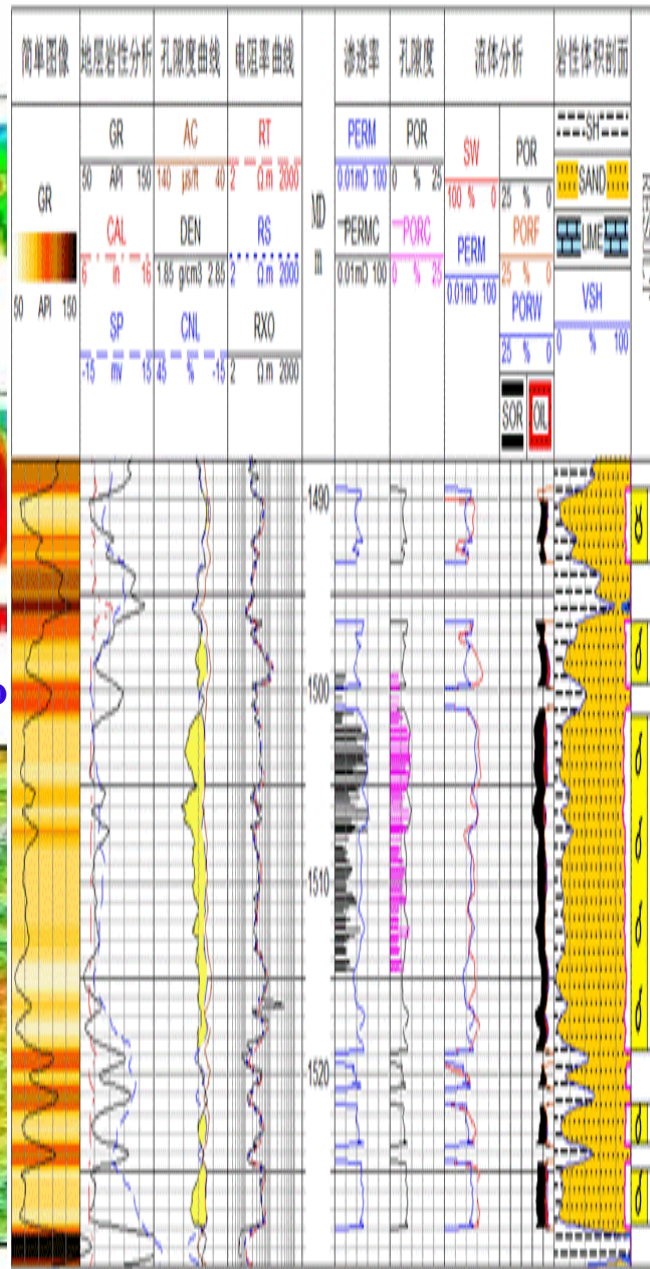 简单图像
地层岩性分析
孔隙度曲线
电阻率曲线
渗透率
孔隙度
流体分析
岩性体积剖面
GR
50 API 150
GR
50 API 150
CAL
6 in 16
SP
-15 mv 15
AC
140 μs/ft 40
DEN
1.85 g/cm3 2.85
CNL
45 % -15
RT
2 Ωm 2000
RS
2 Ωm 2000
RXO
2 Ωm 2000
MD
m
PERM
0.01mD 100
PERMC
0.01mD 100
POR
0 % 25
PORC
0 % 25
SW
100 % 0
PERM
0.01mD 100
POR
25 % 0
PORF
25 % 0
PORW
25 % 0
SOR OIL
SH
SAND
LIME
VSH
0 % 100
1490
1500
1510
1520